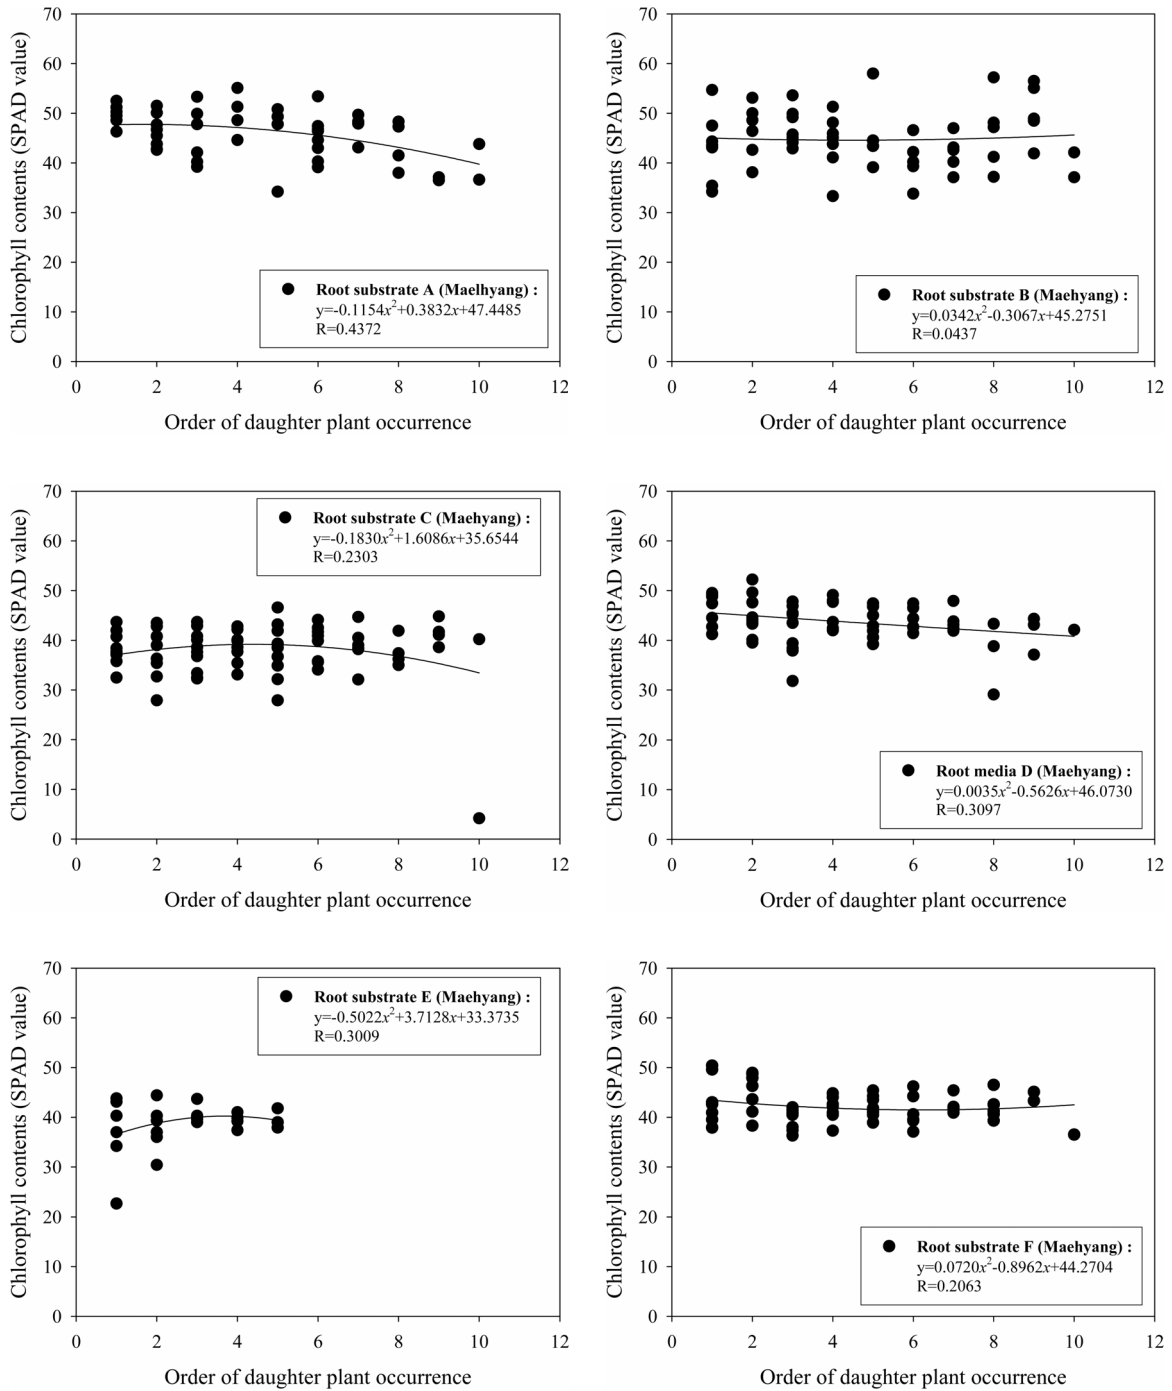 Chlorophyll contents (SPAD value)
70
60
50
40
30
20
10
0
Root substrate A (Maelhyang) :
y=-0.1154x²+0.3832x+47.4485
R=0.4372
0 2 4 6 8 10 12
Order of daughter plant occurrence
Chlorophyll contents (SPAD value)
70
60
50
40
30
20
10
0
Root substrate B (Maehyang) :
y=0.0342x²-0.3067x+45.2751
R=0.0437
0 2 4 6 8 10 12
Order of daughter plant occurrence
Chlorophyll contents (SPAD value)
70
60
50
40
30
20
10
0
Root substrate C (Maehyang) :
y=-0.1830x²+1.6086x+35.6544
R=0.2303
0 2 4 6 8 10 12
Order of daughter plant occurrence
Chlorophyll contents (SPAD value)
70
60
50
40
30
20
10
0
Root media D (Maehyang) :
y=0.0035x²-0.5626x+46.0730
R=0.3097
0 2 4 6 8 10 12
Order of daughter plant occurrence
Chlorophyll contents (SPAD value)
70
60
50
40
30
20
10
0
Root substrate E (Maehyang) :
y=-0.5022x²+3.7128x+33.3735
R=0.3009
0 2 4 6 8 10 12
Order of daughter plant occurrence
Chlorophyll contents (SPAD value)
70
60
50
40
30
20
10
0
Root substrate F (Maehyang) :
y=0.0720x²-0.8962x+44.2704
R=0.2063
0 2 4 6 8 10 12
Order of daughter plant occurrence